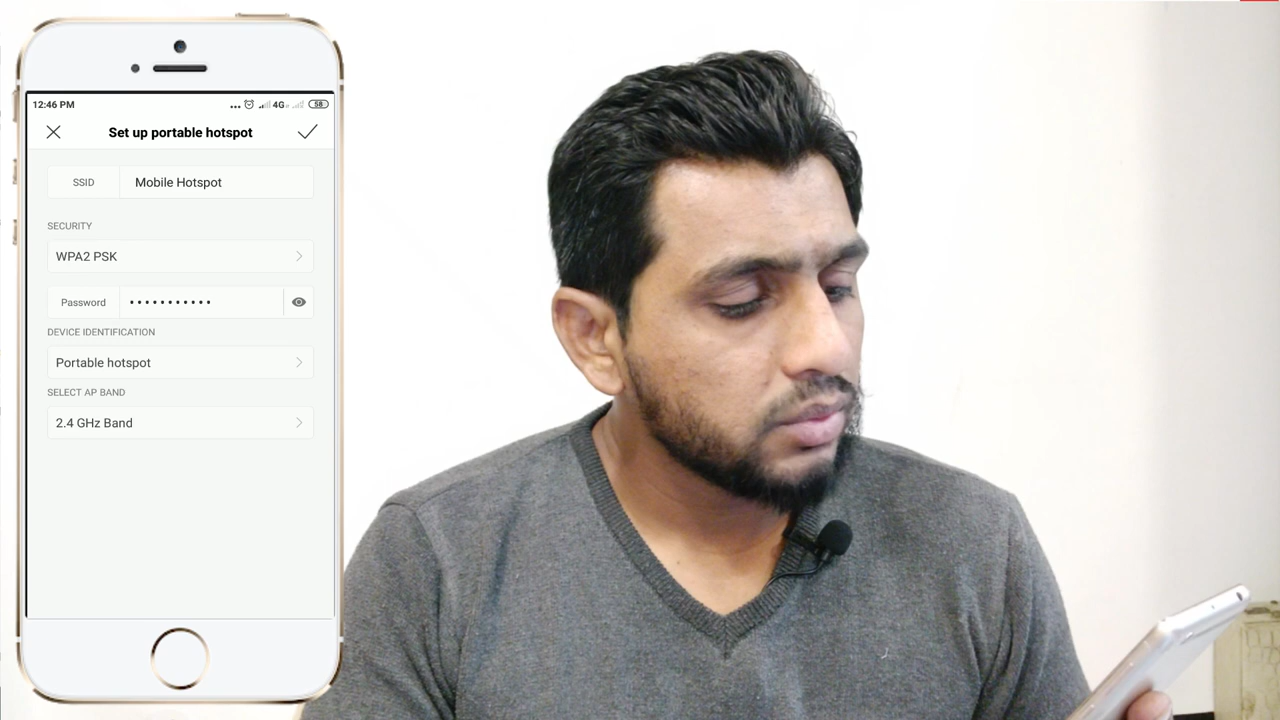 12:46 PM
4G
58
Set up portable hotspot
SSID
Mobile Hotspot
SECURITY
WPA2 PSK
Password
•••••••••••
DEVICE IDENTIFICATION
Portable hotspot
SELECT AP BAND
2.4 GHz Band